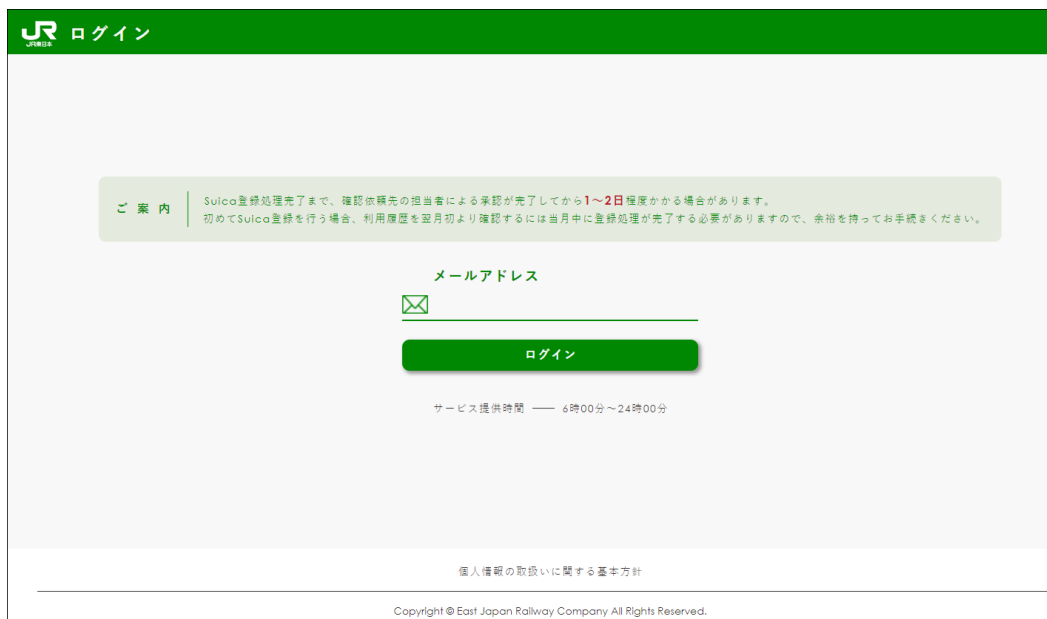 JR
JR東日本
ログイン
ご案内
Suica登録処理完了まで、確認依頼先の担当者による承認が完了してから1～2日程度かかる場合があります。
初めてSuica登録を行う場合、利用履歴を翌月初より確認するには当月中に登録処理が完了する必要がありますので、余裕を持ってお手続きください。
メールアドレス
ログイン
サービス提供時間 ―― 6時00分～24時00分
個人情報の取扱いに関する基本方針
Copyright © East Japan Railway Company All Rights Reserved.